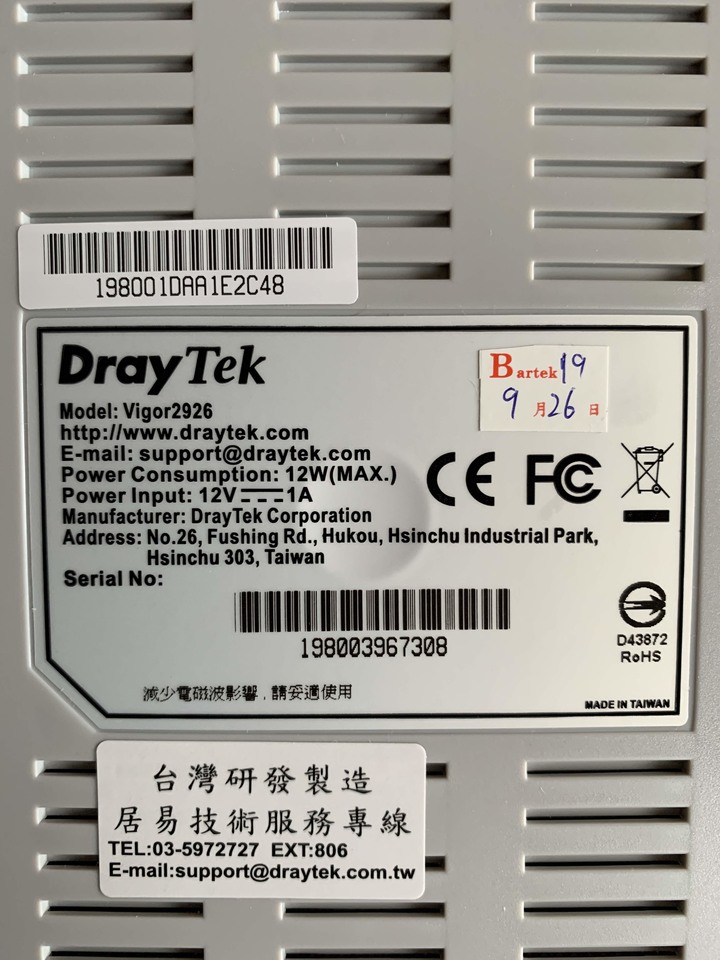 198001DAA1E2C48
DrayTek
Bartek 19
9月26日
Model: Vigor2926
http://www.draytek.com
E-mail: support@draytek.com
Power Consumption: 12W(MAX.)
Power Input: 12V⎓1A
Manufacturer: DrayTek Corporation
Address: No.26, Fushing Rd., Hukou, Hsinchu Industrial Park,
Hsinchu 303, Taiwan
CE FC
Serial No:
198003967308
D43872
RoHS
減少電磁波影響，請妥適使用
MADE IN TAIWAN
台灣研發製造
居易技術服務專線
TEL:03-5972727 EXT:806
E-mail:support@draytek.com.tw